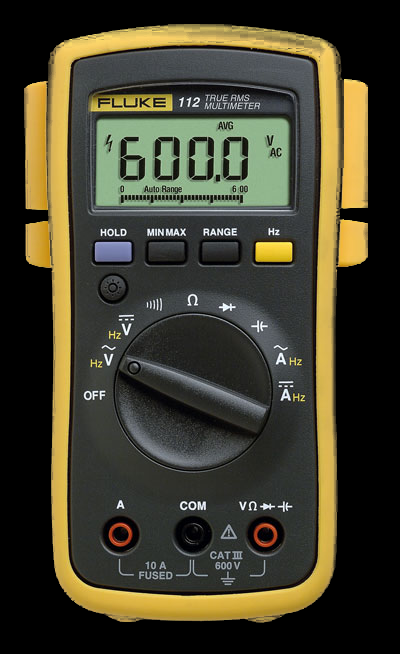 FLUKE 112 TRUE RMS MULTIMETER
AVG
600.0 V AC
0 Auto Range 6:00
HOLD MIN MAX RANGE Hz
Ω
V Hz
Hz V
A Hz
A Hz
OFF
A COM V Ω
10 A FUSED
CAT III 600 V